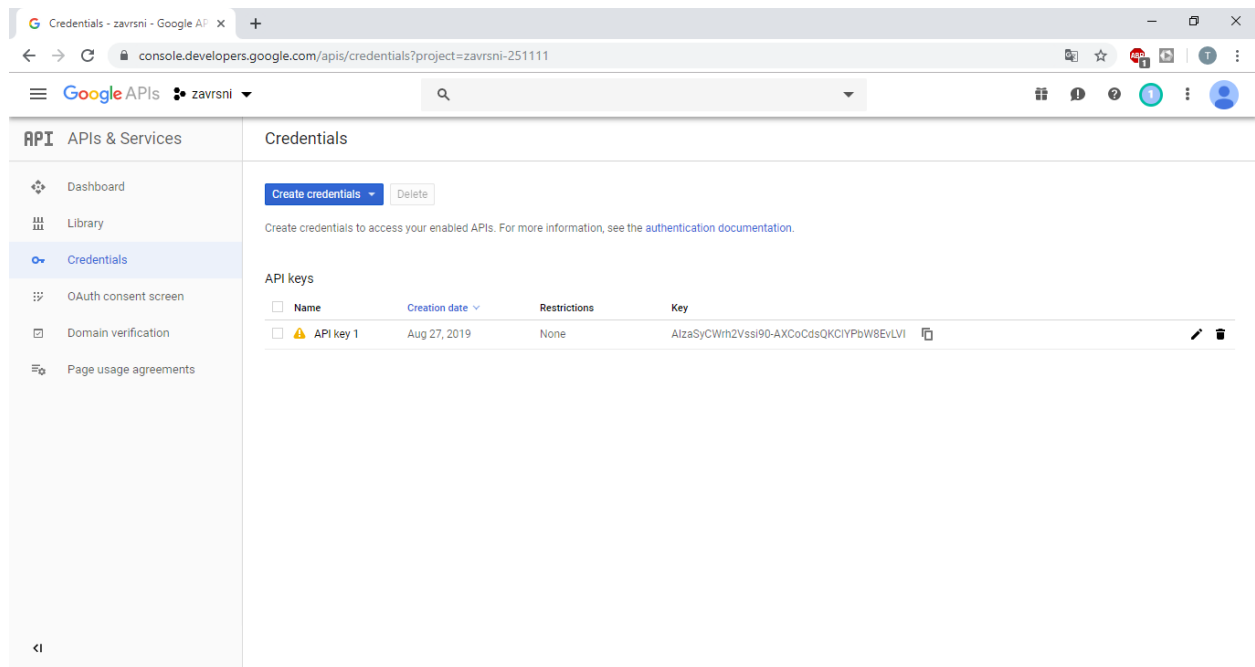 Credentials - zavrsni - Google AP
console.developers.google.com/apis/credentials?project=zavrsni-251111
ABP
1
T
Google APIs zavrsni
1
API APIs & Services
Credentials
Dashboard
Library
Credentials
OAuth consent screen
Domain verification
Page usage agreements
Create credentials Delete
Create credentials to access your enabled APIs. For more information, see the authentication documentation.
API keys
Name Creation date Restrictions Key
API key 1 Aug 27, 2019 None